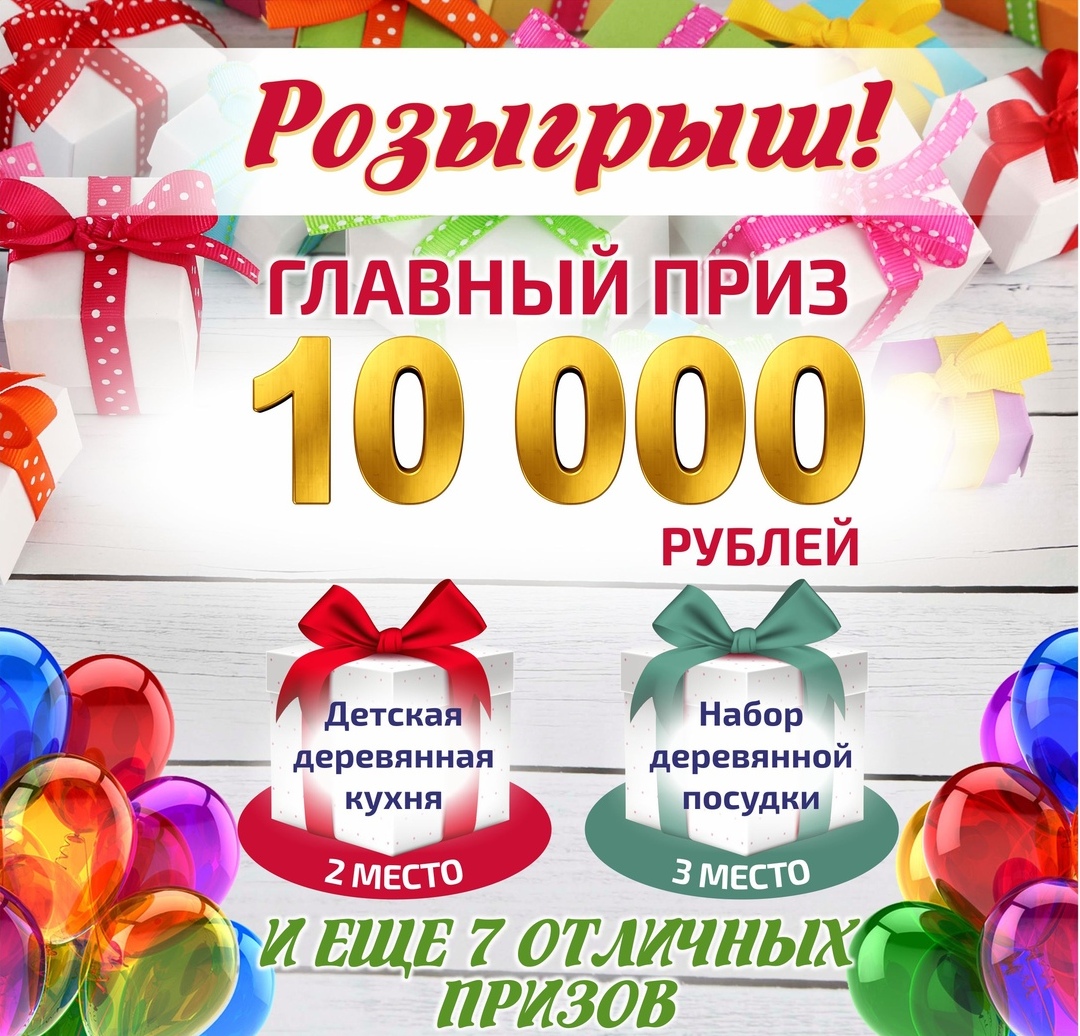 Розыгрыш!
ГЛАВНЫЙ ПРИЗ
10 000
РУБЛЕЙ
Детская
деревянная
кухня
2 МЕСТО
Набор
деревянной
посудки
3 МЕСТО
И ЕЩЕ 7 ОТЛИЧНЫХ
ПРИЗОВ